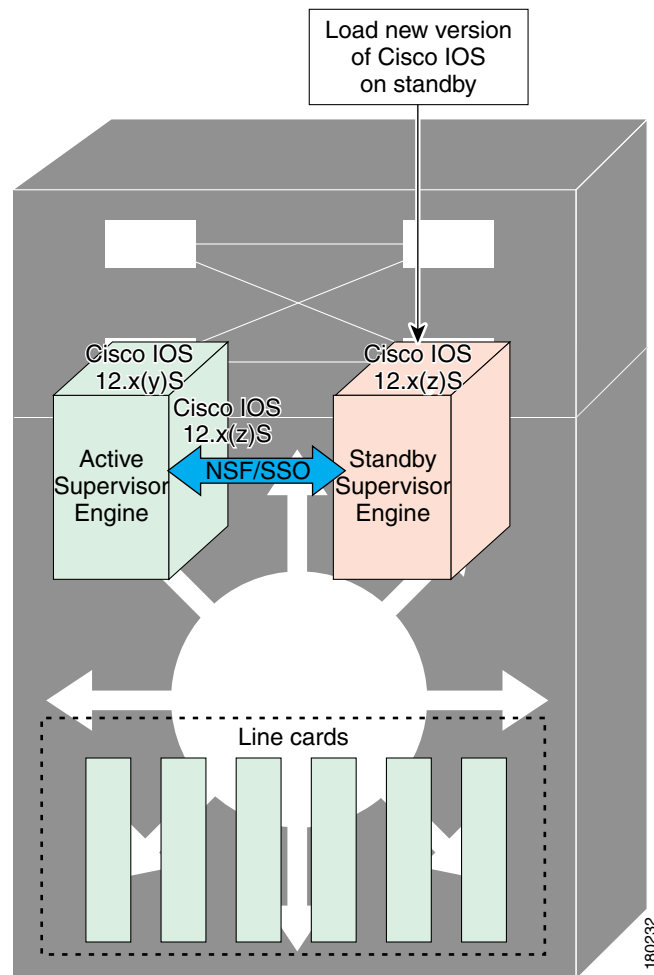 Load new version
of Cisco IOS
on standby
Cisco IOS
12.x(y)S
Cisco IOS
12.x(z)S
Cisco IOS
12.x(z)S
Active
Supervisor
Engine
NSF/SSO
Standby
Supervisor
Engine
Line cards
180232